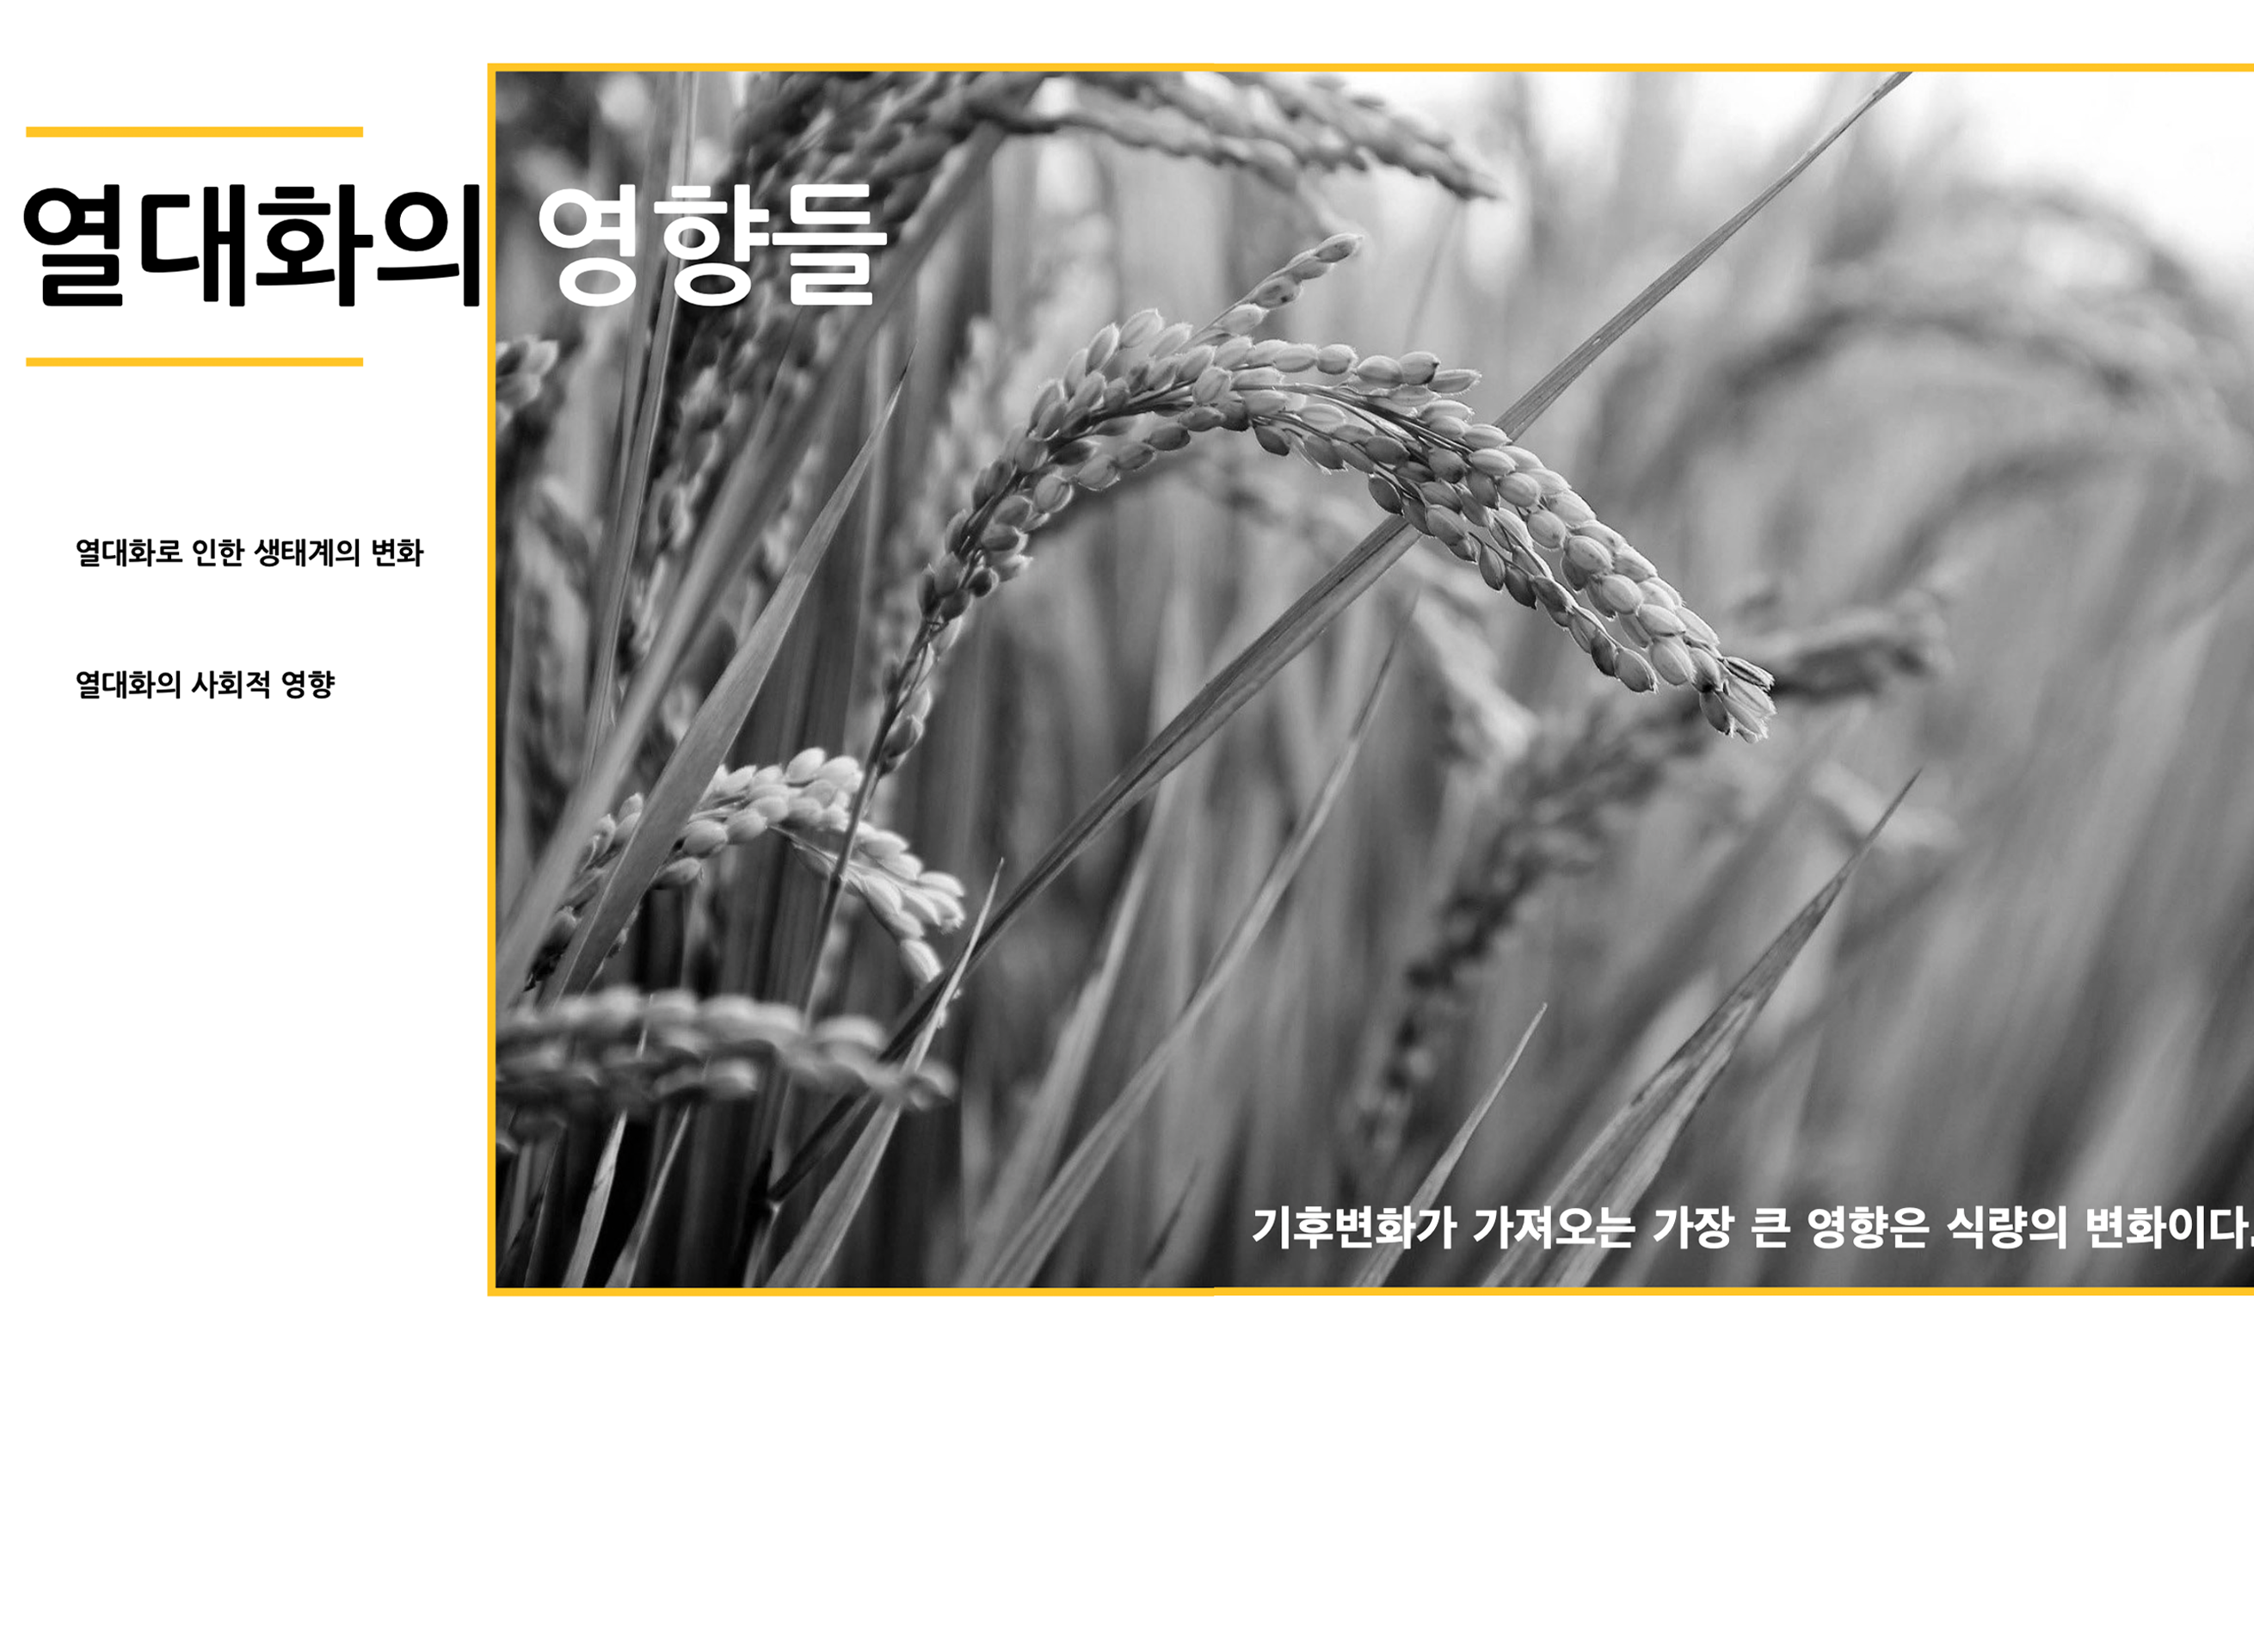 열대화의 영향들
열대화로 인한 생태계의 변화
열대화의 사회적 영향
기후변화가 가져오는 가장 큰 영향은 식량의 변화이다.